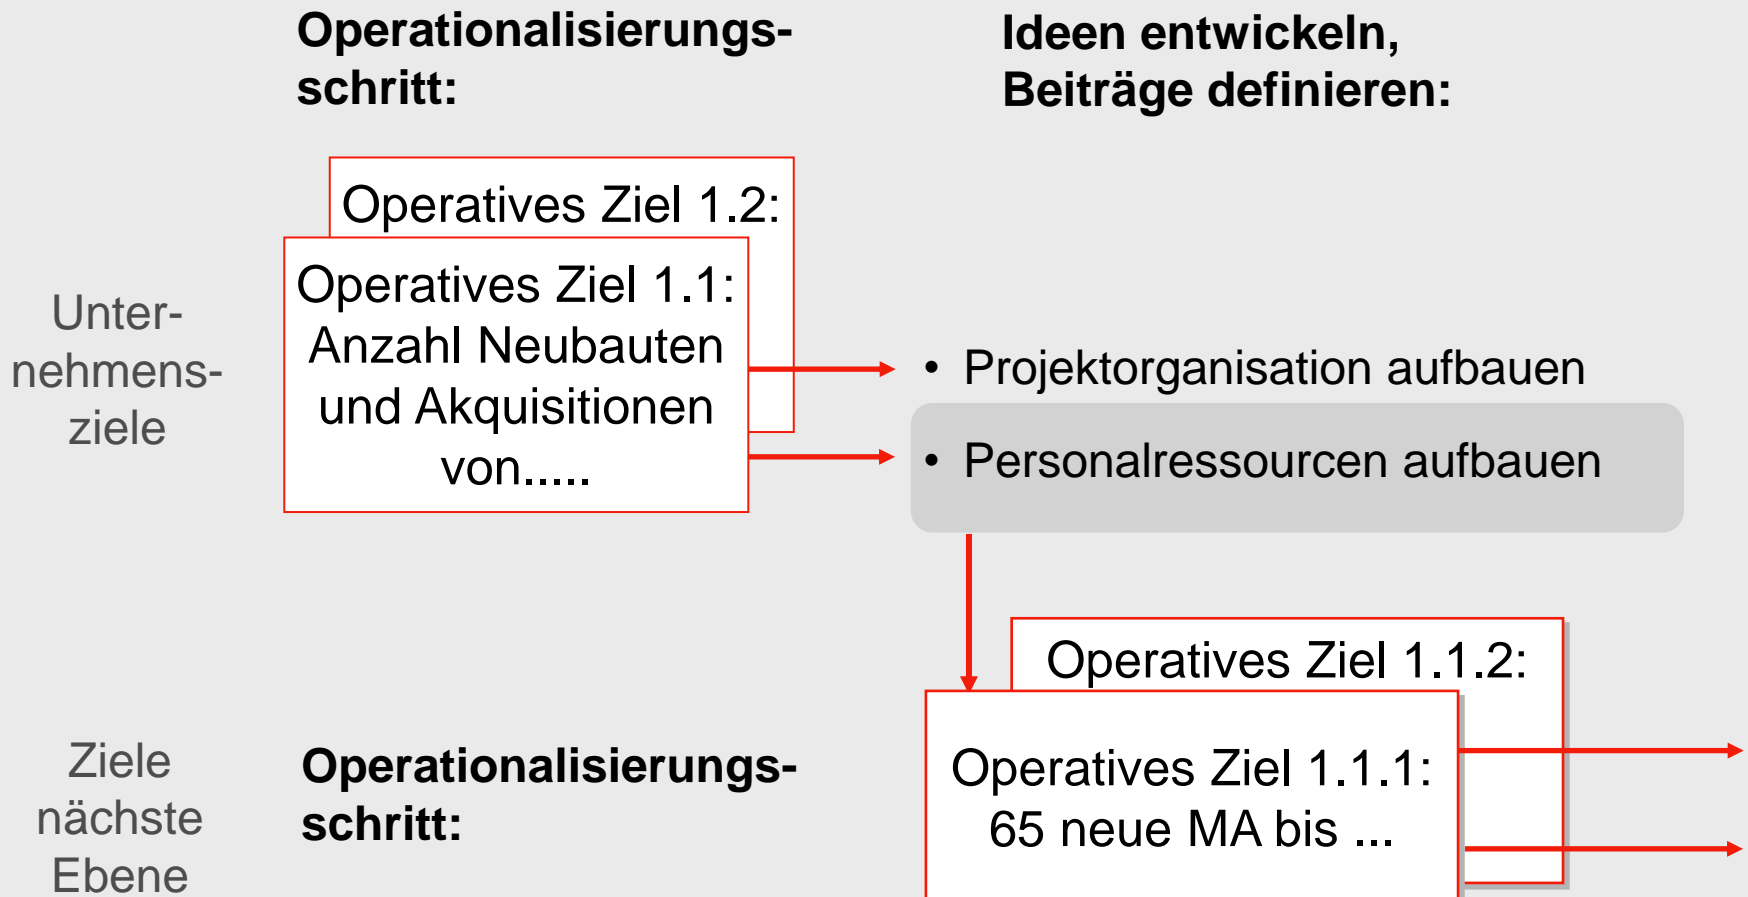 Operationalisierungs-
schritt:
Ideen entwickeln,
Beiträge definieren:
Unter-
nehmens-
ziele
Operatives Ziel 1.2:
Operatives Ziel 1.1:
Anzahl Neubauten
und Akquisitionen
von.....
• Projektorganisation aufbauen
• Personalressourcen aufbauen
Ziele
nächste
Ebene
Operationalisierungs-
schritt:
Operatives Ziel 1.1.2:
Operatives Ziel 1.1.1:
65 neue MA bis ...